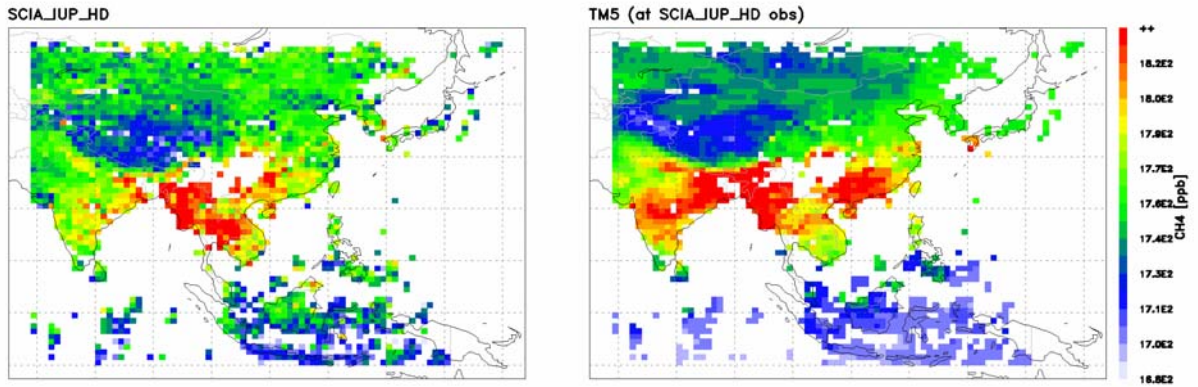 SCIA_IUP_HD
TM5 (at SCIA_IUP_HD obs)
++
18.2E2
18.0E2
17.9E2
17.7E2
17.6E2
17.4E2
17.3E2
17.1E2
17.0E2
16.8E2
CH4 [ppb]